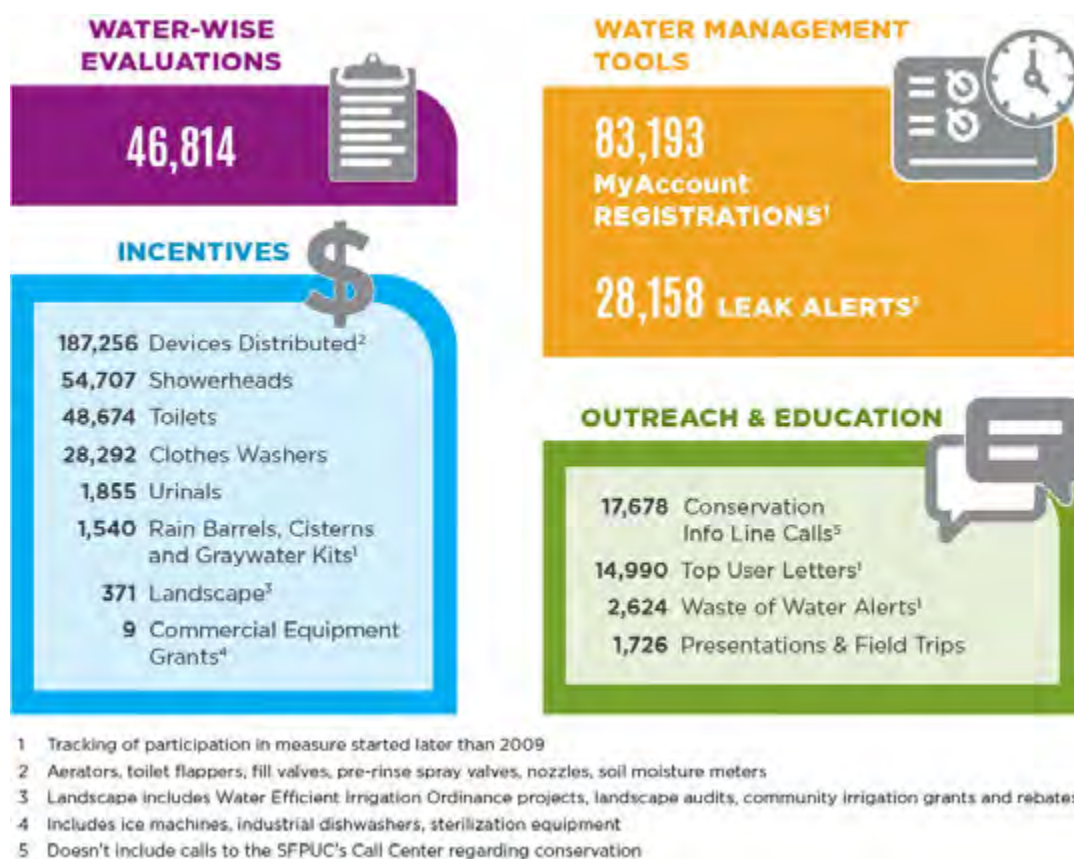 WATER-WISE
EVALUATIONS
46,814
INCENTIVES
$
187,256 Devices Distributed²
54,707 Showerheads
48,674 Toilets
28,292 Clothes Washers
1,855 Urinals
1,540 Rain Barrels, Cisterns
and Graywater Kits¹
371 Landscape³
9 Commercial Equipment
Grants⁴
WATER MANAGEMENT
TOOLS
83,193
MyAccount
REGISTRATIONS¹
28,158 LEAK ALERTS
OUTREACH & EDUCATION
17,678 Conservation
Info Line Calls⁵
14,990 Top User Letters¹
2,624 Waste of Water Alerts¹
1,726 Presentations & Field Trips
1 Tracking of participation in measure started later than 2009
2 Aerators, toilet flappers, fill valves, pre-rinse spray valves, nozzles, soil moisture meters
3 Landscape includes Water Efficient Irrigation Ordinance projects, landscape audits, community irrigation grants and rebates
4 Includes ice machines, industrial dishwashers, sterilization equipment
5 Doesn't include calls to the SFPUC's Call Center regarding conservation